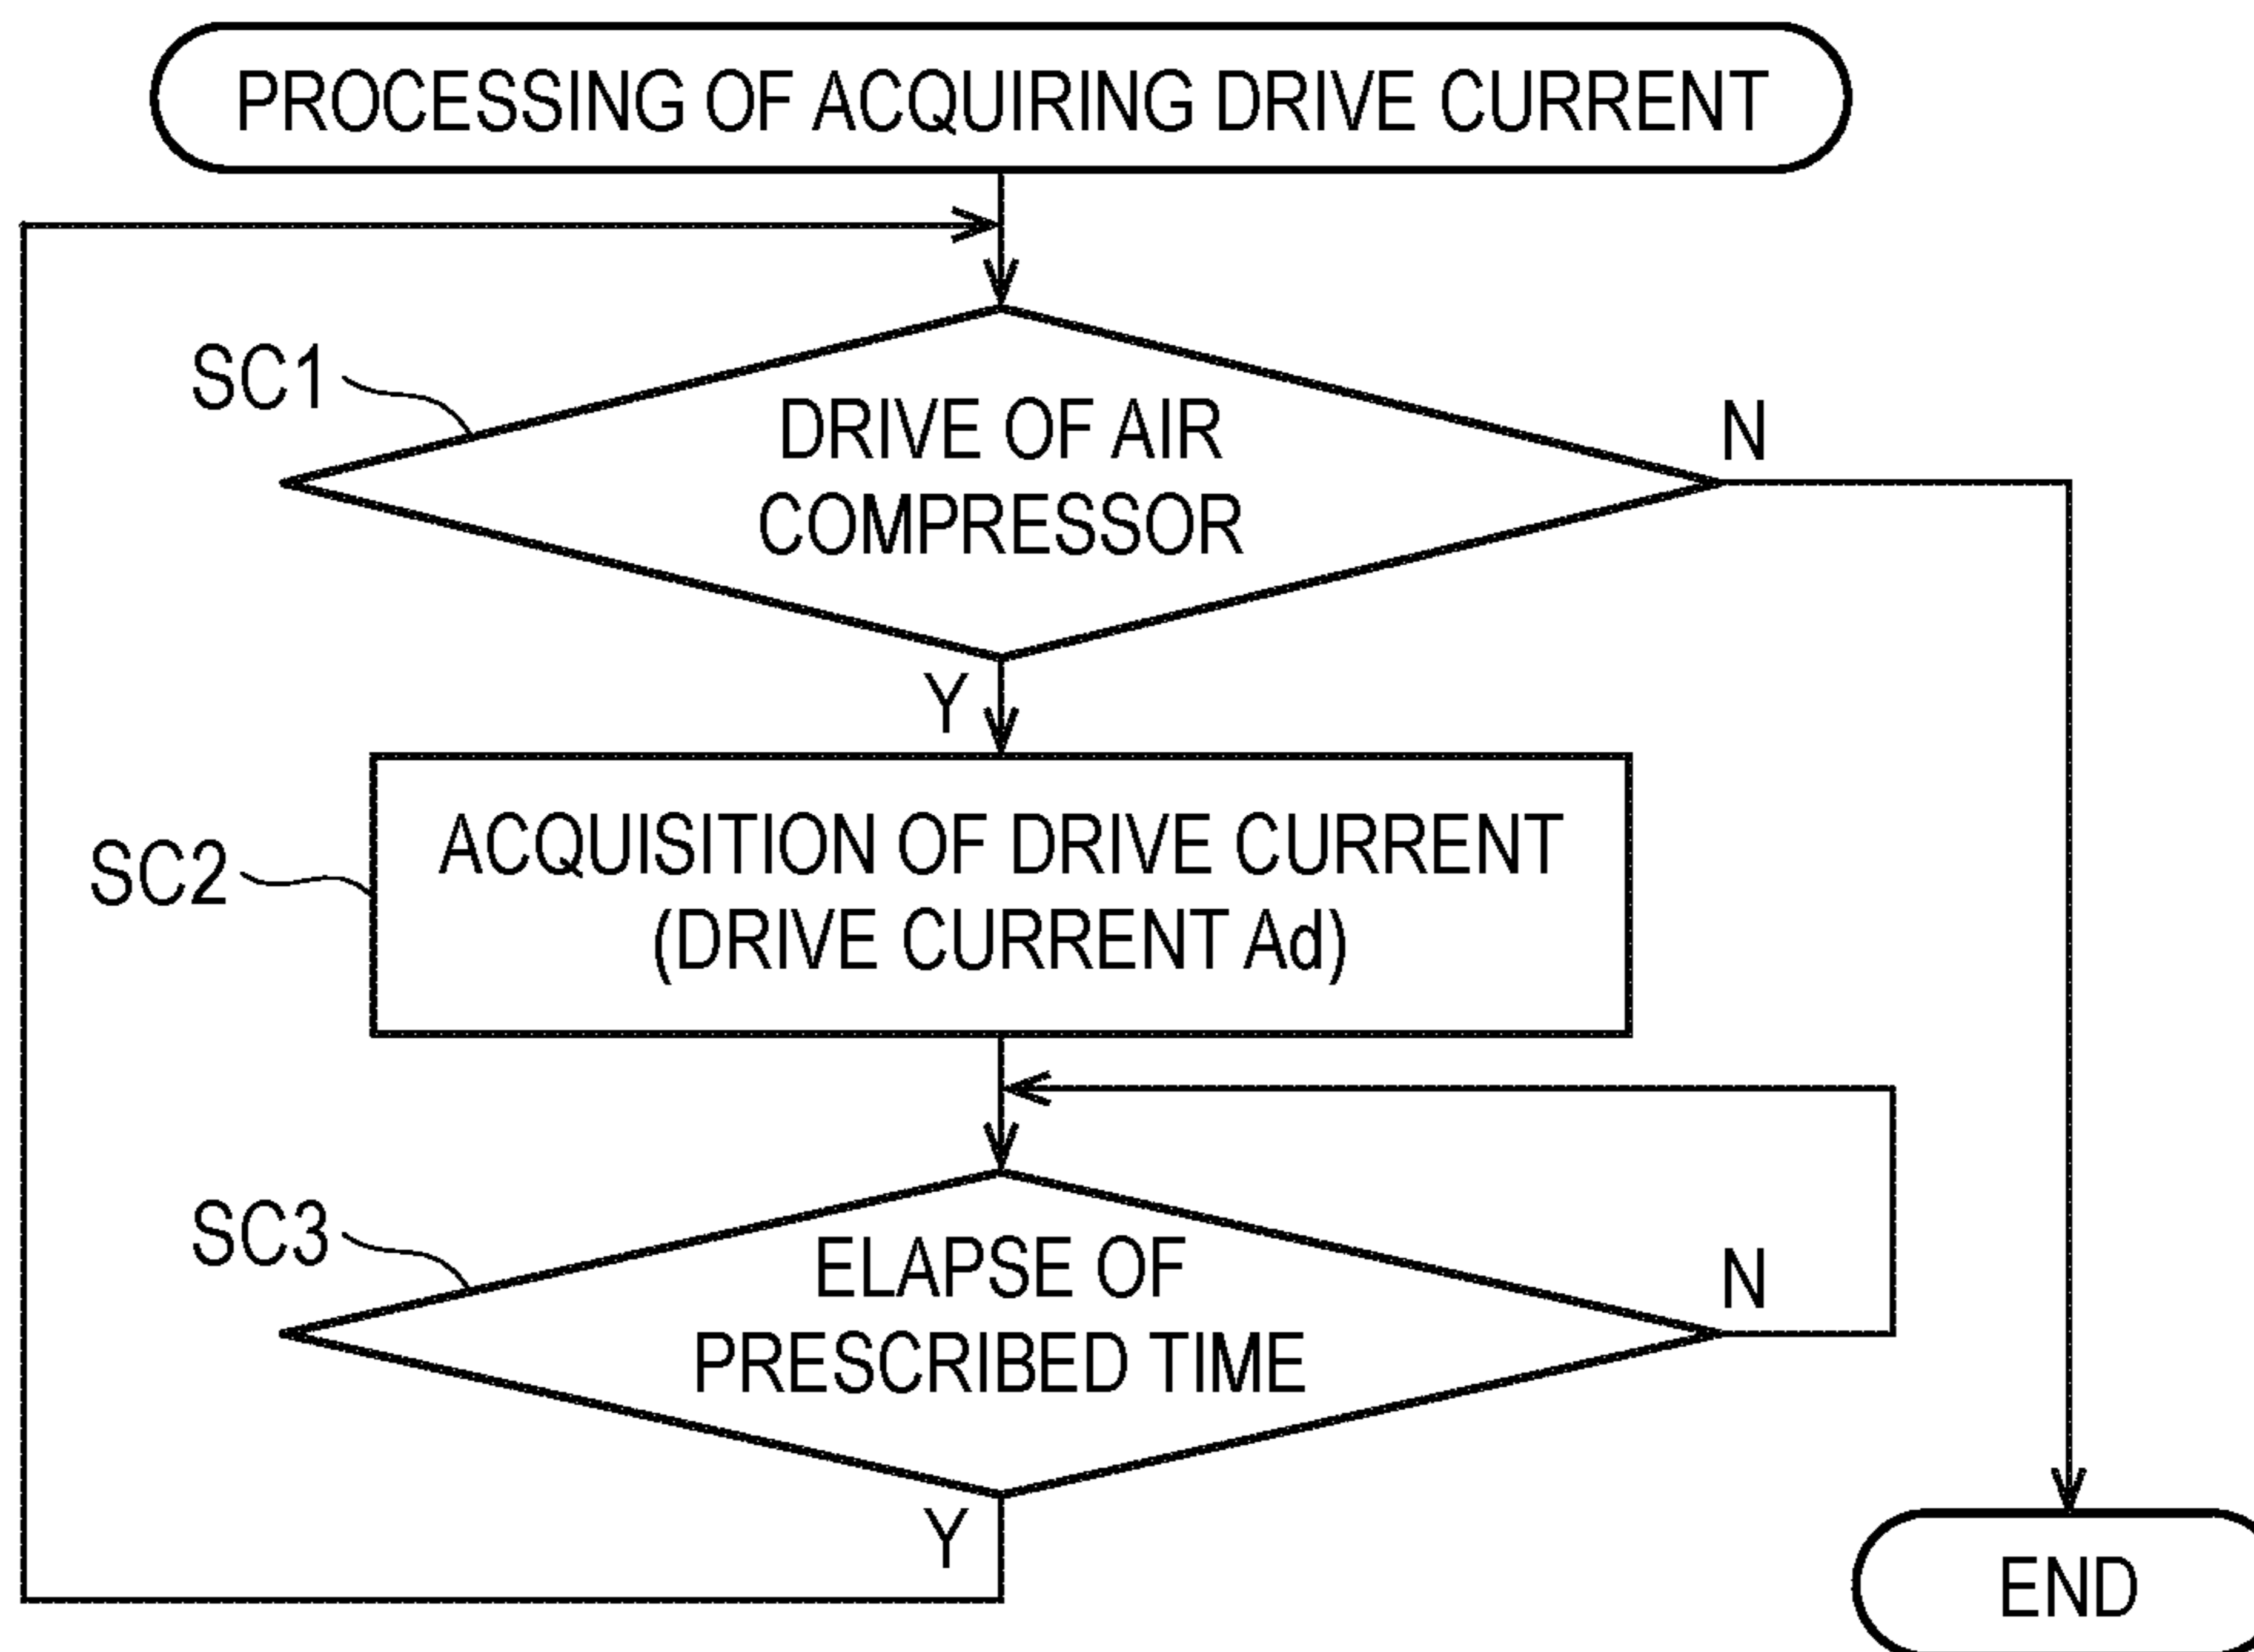 PROCESSING OF ACQUIRING DRIVE CURRENT
SC1
DRIVE OF AIR
COMPRESSOR
N
Y
SC2
ACQUISITION OF DRIVE CURRENT
(DRIVE CURRENT Ad)
SC3
ELAPSE OF
PRESCRIBED TIME
N
Y
END